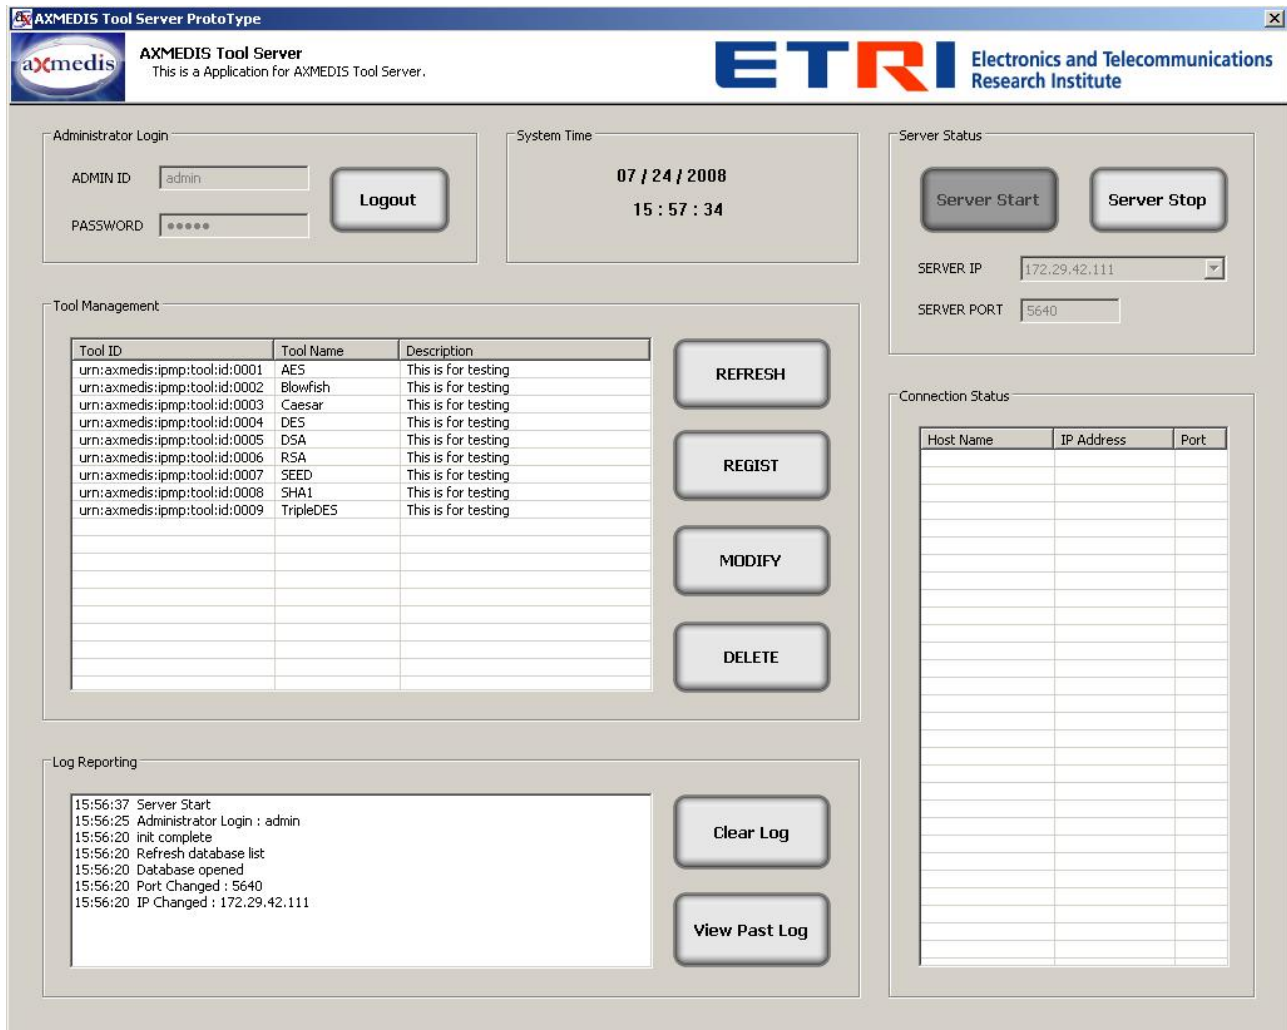 AXMEDIS Tool Server ProtoType
axmedis
AXMEDIS Tool Server
This is a Application for AXMEDIS Tool Server.
ETRI
Electronics and Telecommunications
Research Institute
Administrator Login
ADMIN ID admin
PASSWORD
Logout
System Time
07 / 24 / 2008
15 : 57 : 34
Server Status
Server Start
Server Stop
SERVER IP 172.29.42.111
SERVER PORT 5640
Tool Management
Tool ID Tool Name Description
urn:axmedis:ipmp:tool:id:0001 AES This is for testing
urn:axmedis:ipmp:tool:id:0002 Blowfish This is for testing
urn:axmedis:ipmp:tool:id:0003 Caesar This is for testing
urn:axmedis:ipmp:tool:id:0004 DES This is for testing
urn:axmedis:ipmp:tool:id:0005 DSA This is for testing
urn:axmedis:ipmp:tool:id:0006 RSA This is for testing
urn:axmedis:ipmp:tool:id:0007 SEED This is for testing
urn:axmedis:ipmp:tool:id:0008 SHA1 This is for testing
urn:axmedis:ipmp:tool:id:0009 TripleDES This is for testing
REFRESH
REGIST
MODIFY
DELETE
Connection Status
Host Name IP Address Port
Log Reporting
15:56:37 Server Start
15:56:25 Administrator Login : admin
15:56:20 init complete
15:56:20 Refresh database list
15:56:20 Database opened
15:56:20 Port Changed : 5640
15:56:20 IP Changed : 172.29.42.111
Clear Log
View Past Log